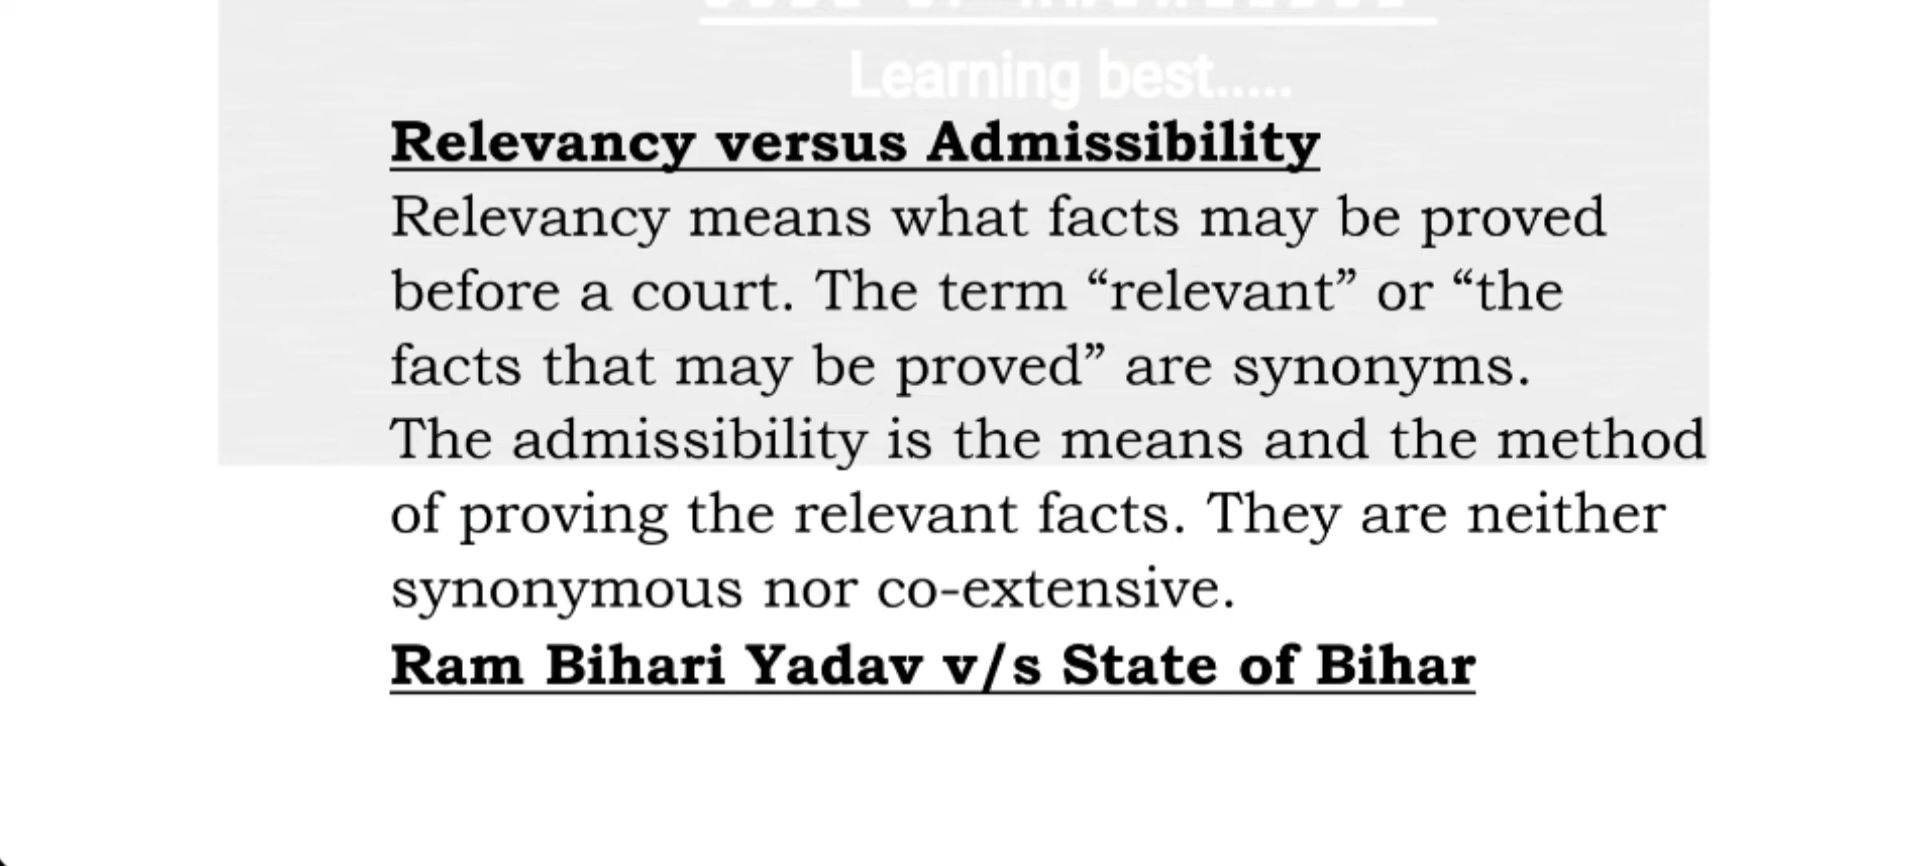 Learning best.....
Relevancy versus Admissibility
Relevancy means what facts may be proved
before a court. The term “relevant” or “the
facts that may be proved” are synonyms.
The admissibility is the means and the method
of proving the relevant facts. They are neither
synonymous nor co-extensive.
Ram Bihari Yadav v/s State of Bihar